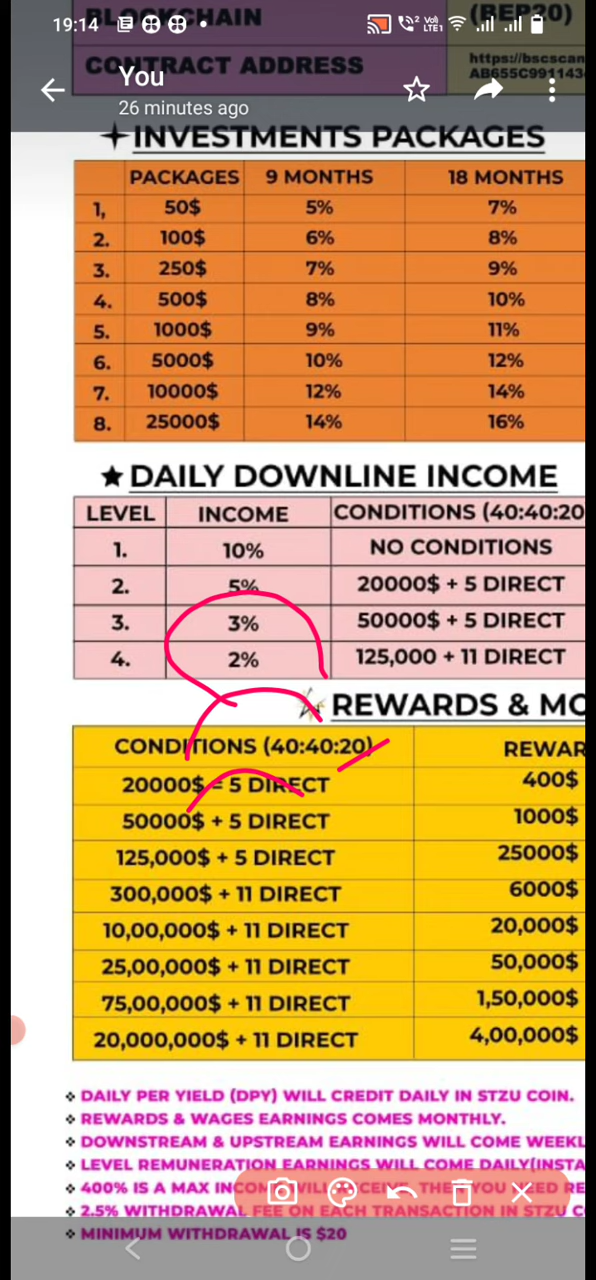 BLOCKCHAIN (BEP20)
19:14
CONTRACT ADDRESS https://bscscan
AB655C991143
You
26 minutes ago
INVESTMENTS PACKAGES
PACKAGES 9 MONTHS 18 MONTHS
1, 50$ 5% 7%
2. 100$ 6% 8%
3. 250$ 7% 9%
4. 500$ 8% 10%
5. 1000$ 9% 11%
6. 5000$ 10% 12%
7. 10000$ 12% 14%
8. 25000$ 14% 16%
DAILY DOWNLINE INCOME
LEVEL INCOME CONDITIONS (40:40:20
1. 10% NO CONDITIONS
2. 5% 20000$ + 5 DIRECT
3. 3% 50000$ + 5 DIRECT
4. 2% 125,000 + 11 DIRECT
REWARDS & MO
CONDITIONS (40:40:20) REWAR
20000$ = 5 DIRECT 400$
50000$ + 5 DIRECT 1000$
125,000$ + 5 DIRECT 25000$
300,000$ + 11 DIRECT 6000$
10,00,000$ + 11 DIRECT 20,000$
25,00,000$ + 11 DIRECT 50,000$
75,00,000$ + 11 DIRECT 1,50,000$
20,000,000$ + 11 DIRECT 4,00,000$
DAILY PER YIELD (DPY) WILL CREDIT DAILY IN STZU COIN.
REWARDS & WAGES EARNINGS COMES MONTHLY.
DOWNSTREAM & UPSTREAM EARNINGS WILL COME WEEKL
LEVEL REMUNERATION EARNINGS WILL COME DAILY(INSTA
400% IS A MAX WILL YOU RE
2.5% WITHDRAWAL FEE ON EACH TRANSACTION IN STZU C
MINIMUM WITHDRAWAL IS $20